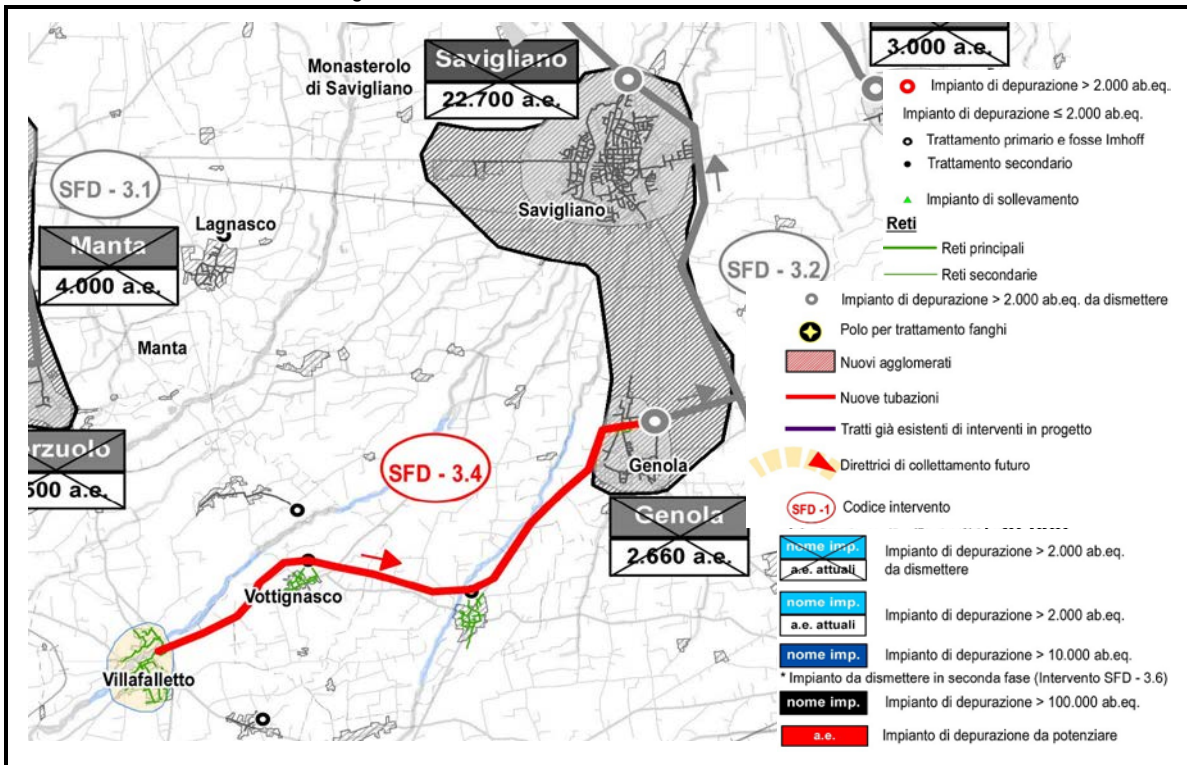 Savigliano
22.700 a.e.
Monasterolo
di Savigliano
3.000 a.e.
SFD - 3.1
Lagnasco
Manta
4.000 a.e.
Manta
Savigliano
SFD - 3.2
SFD - 3.4
Genola
Genola
2.660 a.e.
Vottignasco
Villafalletto
Impianto di depurazione > 2.000 ab.eq.
Impianto di depurazione ≤ 2.000 ab.eq.
Trattamento primario e fosse Imhoff
Trattamento secondario
Impianto di sollevamento
Reti
Reti principali
Reti secondarie
Impianto di depurazione > 2.000 ab.eq. da dismettere
Polo per trattamento fanghi
Nuovi agglomerati
Nuove tubazioni
Tratti già esistenti di interventi in progetto
Direttrici di collettamento futuro
SFD -1
Codice intervento
nome imp.
a.e. attuali
Impianto di depurazione > 2.000 ab.eq.
da dismettere
nome imp.
a.e. attuali
Impianto di depurazione > 2.000 ab.eq.
nome imp.
Impianto di depurazione > 10.000 ab.eq.
* Impianto da dismettere in seconda fase (Intervento SFD - 3.6)
nome imp.
Impianto di depurazione > 100.000 ab.eq.
a.e.
Impianto di depurazione da potenziare